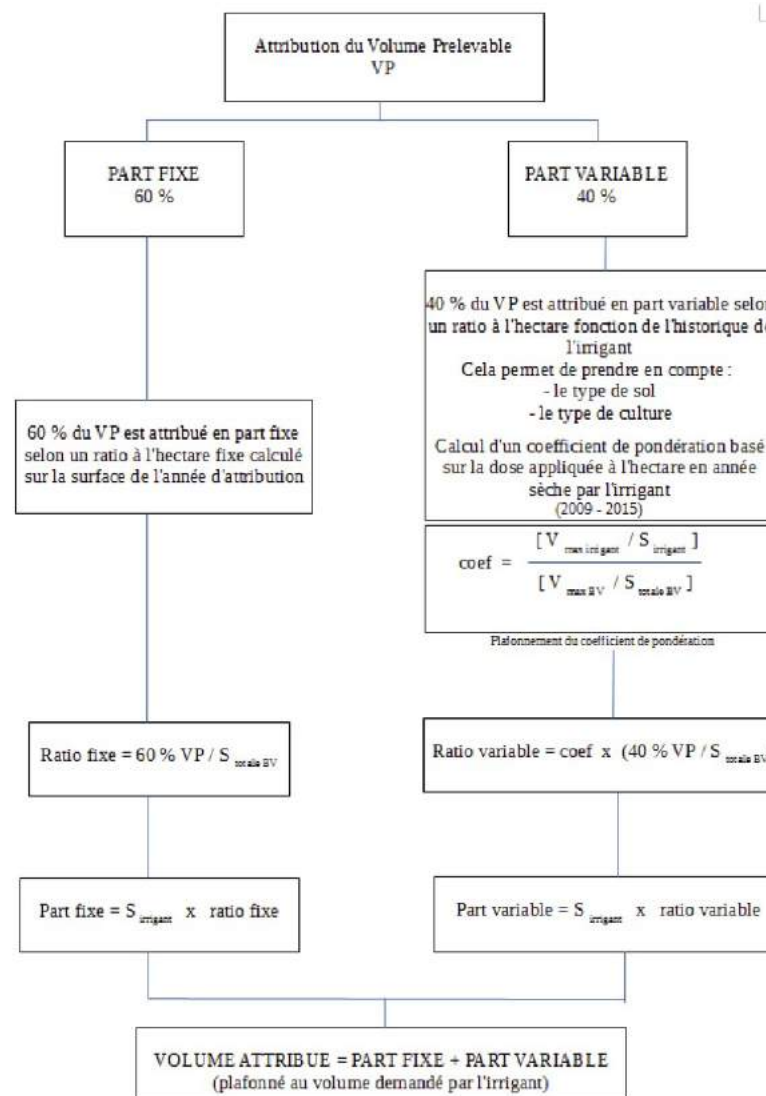 Attribution du Volume Prelevable
VP
PART FIXE
60 %
PART VARIABLE
40 %
60 % du VP est attribué en part fixe
selon un ratio à l'hectare fixe calculé
sur la surface de l'année d'attribution
40 % du VP est attribué en part variable selon
un ratio à l'hectare fonction de l'historique de
l'irrigant
Cela permet de prendre en compte :
- le type de sol
- le type de culture
Calcul d'un coefficient de pondération basé
sur la dose appliquée à l'hectare en année
sèche par l'irrigant
(2009 - 2015)
coef = [ V max irrigant / S irrigant ]
[ V max BV / S totale BV ]
Plafonnement du coefficient de pondération
Ratio fixe = 60 % VP / S totale BV
Ratio variable = coef x (40 % VP / S totale BV
Part fixe = S irrigant x ratio fixe
Part variable = S irrigant x ratio variable
VOLUME ATTRIBUE = PART FIXE + PART VARIABLE
(plafonné au volume demandé par l'irrigant)